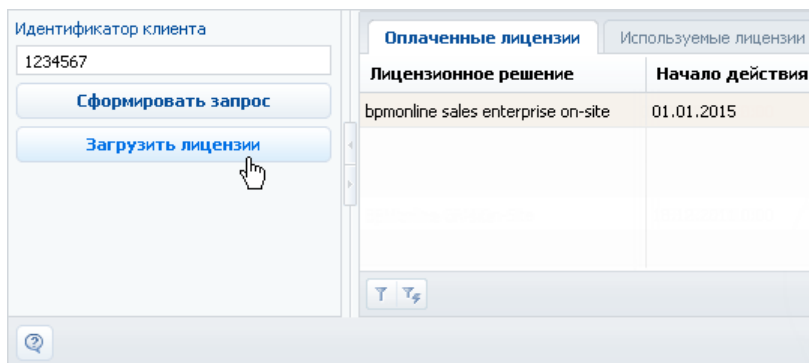 Идентификатор клиента
1234567
Сформировать запрос
Загрузить лицензии
Оплаченные лицензии
Используемые лицензии
Лицензионное решение
Начало действия
bpmonline sales enterprise on-site
01.01.2015